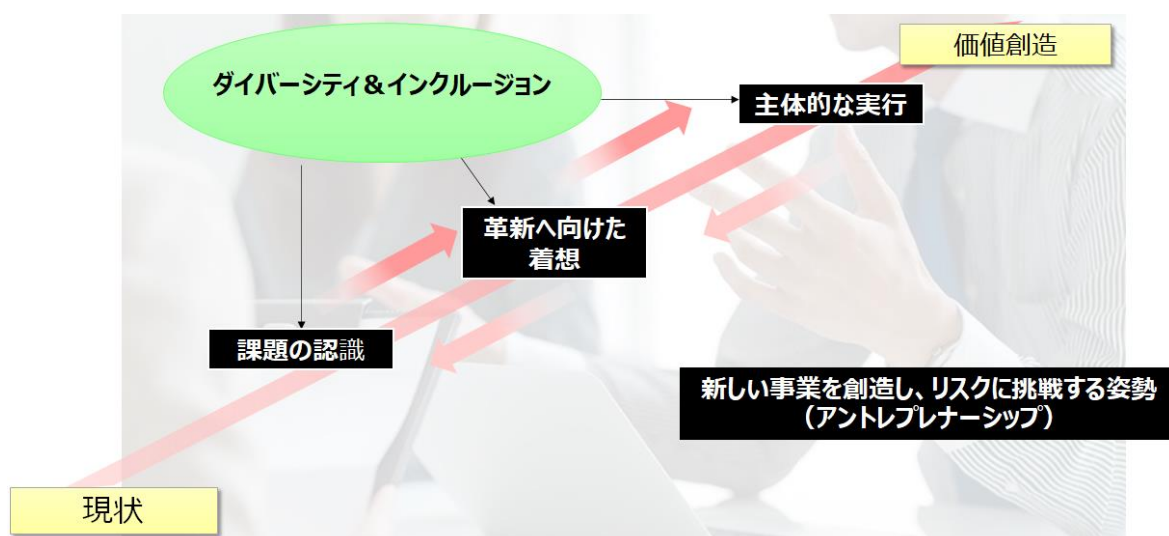 価値創造
ダイバーシティ&インクルージョン
主体的な実行
革新へ向けた
着想
課題の認識
新しい事業を創造し、リスクに挑戦する姿勢
(アントレプレナーシップ)
現状